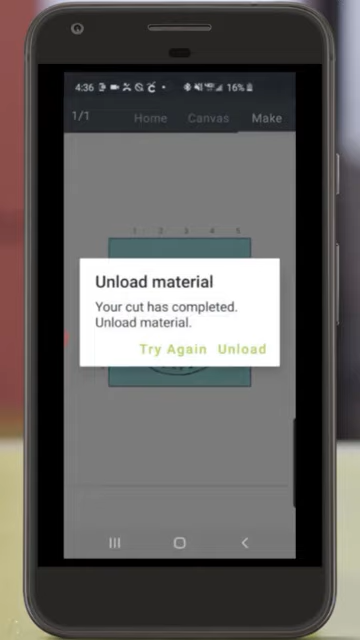 4:36
16%
1/1 Home Canvas Make
1 2 3 4 5
Unload material
Your cut has completed.
Unload material.
Try Again Unload